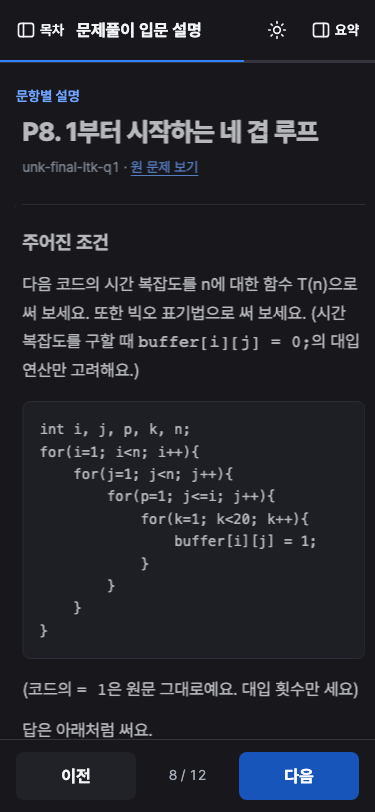 목차 문제풀이 입문 설명 요약
문항별 설명
P8. 1부터 시작하는 네 겹 루프
unk-final-ltk-q1 · 원 문제 보기
주어진 조건
다음 코드의 시간 복잡도를 n에 대한 함수 T(n)으로
써 보세요. 또한 빅오 표기법으로 써 보세요. (시간
복잡도를 구할 때 buffer[i][j] = 0;의 대입
연산만 고려해요.)
int i, j, p, k, n;
for(i=1; i<n; i++){
    for(j=1; j<n; j++){
        for(p=1; j<=i; j++){
            for(k=1; k<20; k++){
                buffer[i][j] = 1;
            }
        }
    }
}
(코드의 = 1은 원문 그대로예요. 대입 횟수만 세요)
답은 아래처럼 써요.
이전 8 / 12 다음